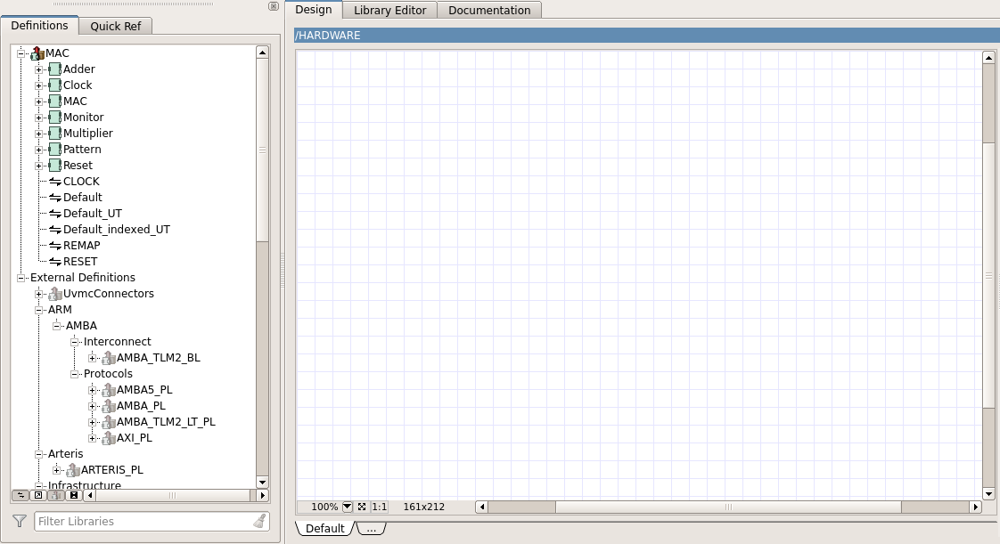 Definitions
Quick Ref
MAC
Adder
Clock
MAC
Monitor
Multiplier
Pattern
Reset
CLOCK
Default
Default_UT
Default_indexed_UT
REMAP
RESET
External Definitions
UvmcConnectors
ARM
AMBA
Interconnect
AMBA_TLM2_BL
Protocols
AMBA5_PL
AMBA_PL
AMBA_TLM2_LT_PL
AXI_PL
Arteris
ARTERIS_PL
Infrastructure
Filter Libraries
Design
Library Editor
Documentation
/HARDWARE
100%
1:1
161x212
Default
...